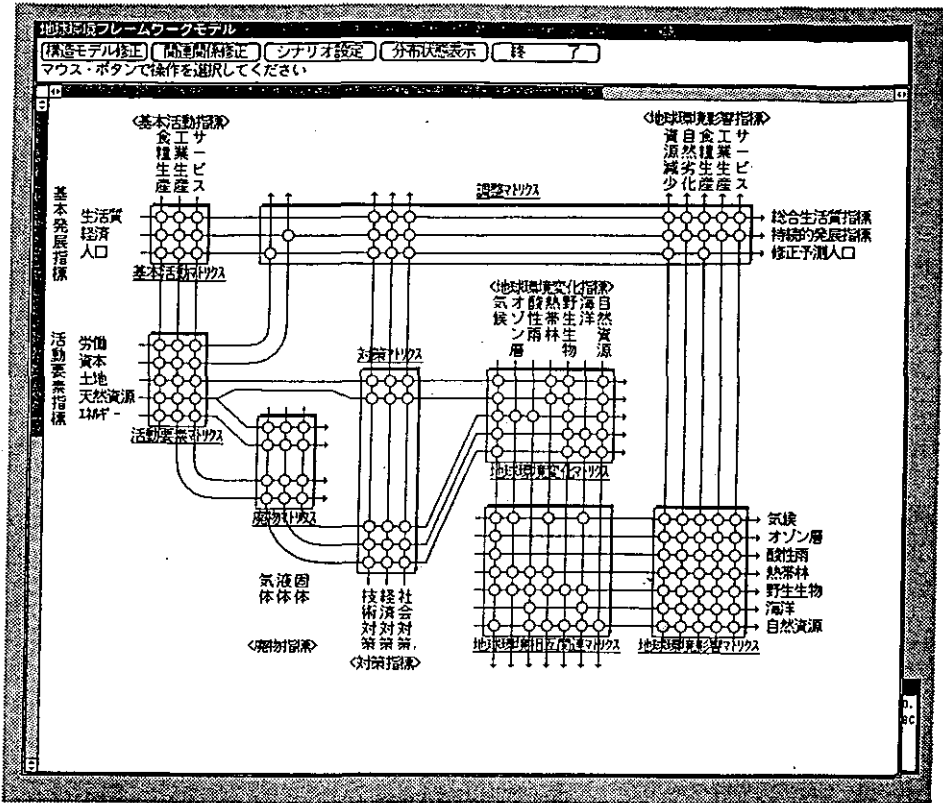 地球環境フレームワークモデル
構造モデル修正 関連関係修正 シナリオ設定 分布状態表示 終 了
マウス・ボタンで操作を選択してください
<基本活動指標>
食糧生産
工業生産
サービス
<地球環境影響指標>
資源減少
自然劣化
食糧生産
工業生産
サービス
基本発展指標
生活質
経済
人口
調整マトリクス
総合生活質指標
持続的発展指標
修正予測人口
基本活動マトリクス
<地球環境変化指標>
気候
オゾン層
酸性雨
熱帯林
野生生物
海洋
自然資源
活動要素指標
労働
資本
土地
天然資源
エネルギー
対策マトリクス
活動要素マトリクス
地球環境変化マトリクス
廃物マトリクス
気候
オゾン層
酸性雨
熱帯林
野生生物
海洋
自然資源
気体
液体
固体
技術対策
経済対策
社会対策
<廃物指標>
<対策指標>
地球環境相互関連マトリクス
地球環境影響マトリクス